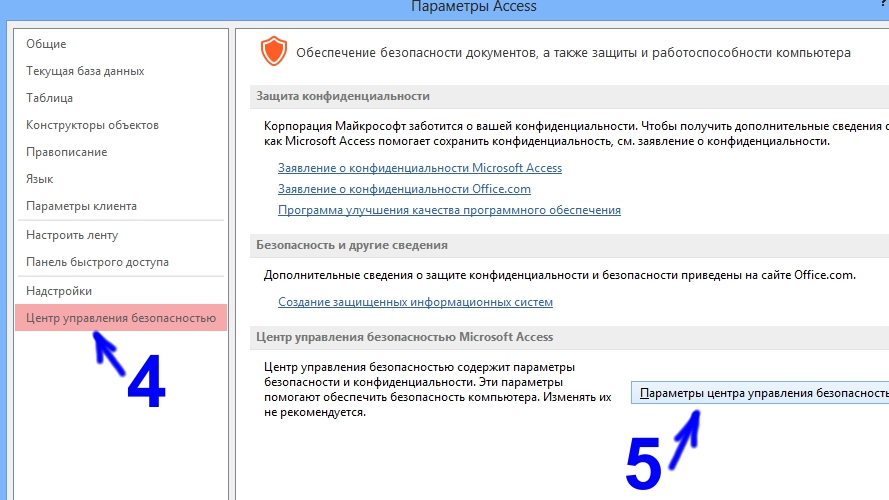 Параметры Access
?
Общие
Текущая база данных
Таблица
Конструкторы объектов
Правописание
Язык
Параметры клиента
Настроить ленту
Панель быстрого доступа
Надстройки
Центр управления безопасностью
4
Обеспечение безопасности документов, а также защиты и работоспособности компьютера
Защита конфиденциальности
Корпорация Майкрософт заботится о вашей конфиденциальности. Чтобы получить дополнительные сведения о
как Microsoft Access помогает сохранить конфиденциальность, см. заявление о конфиденциальности.
Заявление о конфиденциальности Microsoft Access
Заявление о конфиденциальности Office.com
Программа улучшения качества программного обеспечения
Безопасность и другие сведения
Дополнительные сведения о защите конфиденциальности и безопасности приведены на сайте Office.com.
Создание защищенных информационных систем
Центр управления безопасностью Microsoft Access
Центр управления безопасностью содержит параметры
безопасности и конфиденциальности. Эти параметры
помогают обеспечить безопасность компьютера. Изменять их
не рекомендуется.
Параметры центра управления безопасность
5